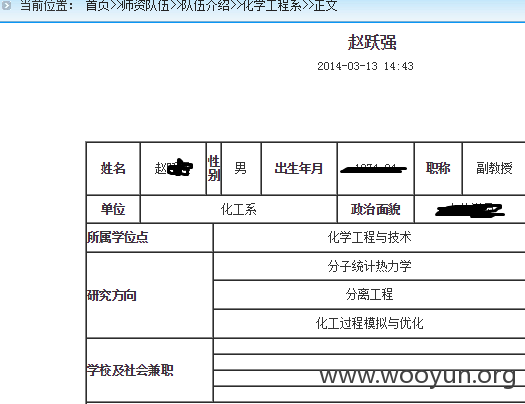 当前位置： 首页>>师资队伍>>队伍介绍>>化学工程系>>正文
赵跃强
2014-03-13 14:43
姓名 赵 性别 男 出生年月 职称 副教授
单位 化工系 政治面貌
所属学位点 化学工程与技术
研究方向 分子统计热力学
分离工程
化工过程模拟与优化
学校及社会兼职
www.wooyun.org